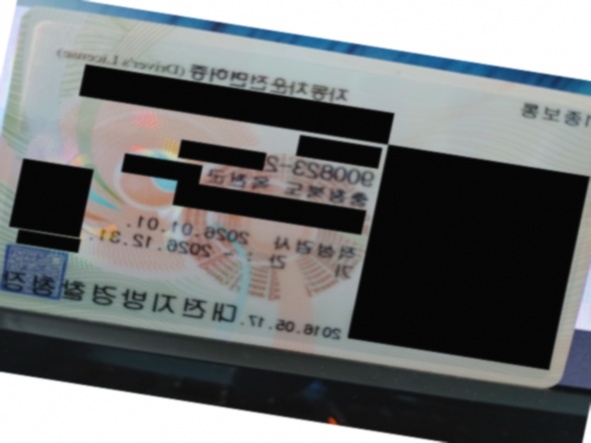 1종보통
자동차운전면허증 (Driver's License)
900823-2
충청북도 옥천군
적성검사 2026.01.01.
기 간 ~ 2026.12.31.
2016.05.17.
대전지방경찰청장